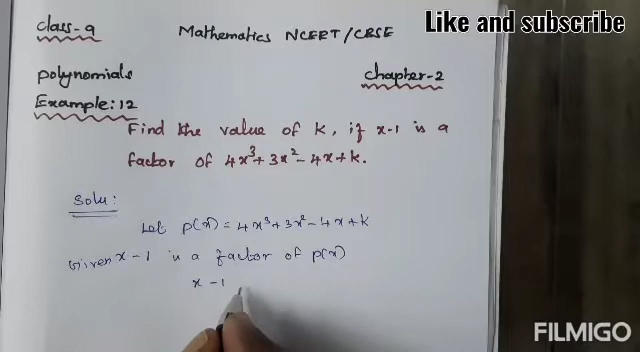 Like and subscribe
class-9 Mathematics NCERT/CBSE
polynomials chapter-2
Example:12
Find the value of k, if x-1 is a
factor of 4x³+3x²-4x+k.
Solu:
Let p(x) = 4x³+3x²-4x+k
Given x-1 is a factor of p(x)
x-1
FILMIGO